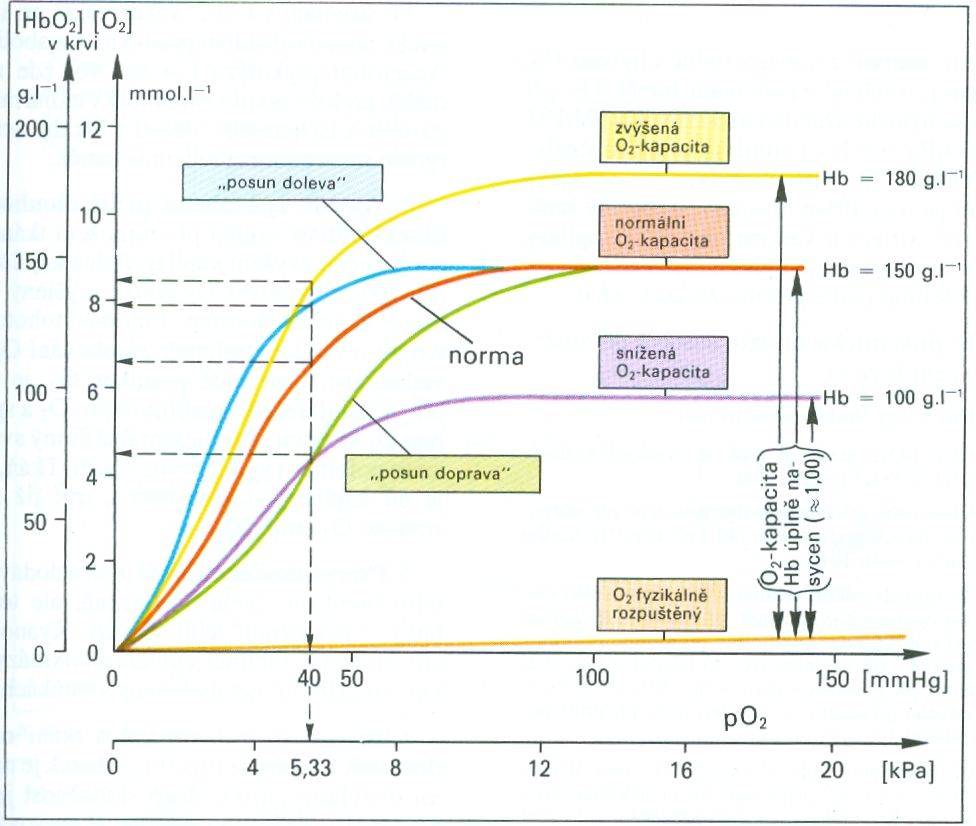 [HbO₂] [O₂]
v krvi
g.l⁻¹
mmol.l⁻¹
200
12
zvýšená
O₂-kapacita
„posun doleva“
Hb = 180 g.l⁻¹
10
normální
O₂-kapacita
150
Hb = 150 g.l⁻¹
8
norma
snížená
O₂-kapacita
100
6
Hb = 100 g.l⁻¹
4
„posun doprava“
O₂-kapacita
Hb úplně na-
sycen (≈1,00)
50
2
O₂ fyzikálně
rozpuštěný
0
0
40
50
100
150
[mmHg]
pO₂
0
4
5,33
8
12
16
20
[kPa]